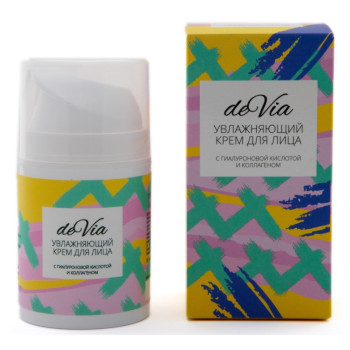 deVia
УВЛАЖНЯЮЩИЙ
КРЕМ ДЛЯ ЛИЦА
С ГИАЛУРОНОВОЙ КИСЛОТОЙ
И КОЛЛАГЕНОМ
deVia
УВЛАЖНЯЮЩИЙ
КРЕМ ДЛЯ ЛИЦА
С ГИАЛУРОНОВОЙ КИСЛОТОЙ
И КОЛЛАГЕНОМ